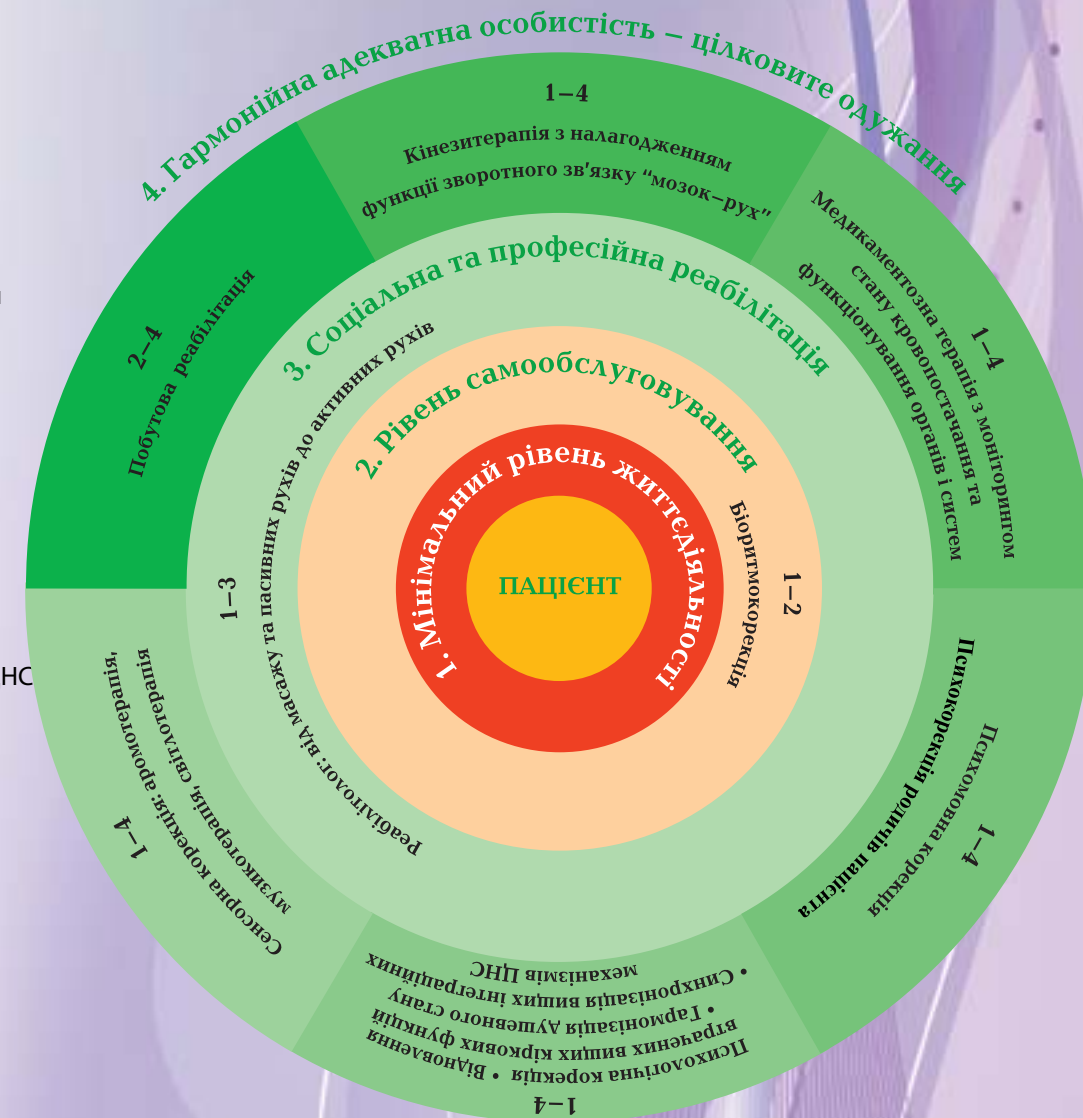 4. Гармонійна адекватна особистість – цілковите одужання
1–4
Кінезитерапія з налагодженням
функції зворотного зв'язку “мозок–рух”
1–4
Медикаментозна терапія з моніторингом
стану кровопостачання та
функціонування органів і систем
2–4
Побутова реабілітація
3. Соціальна та професійна реабілітація
1–3
Реабілітолог: від масажу та пасивних рухів до активних рухів
2. Рівень самообслуговування
1–2
Біоритмокорекція
1. Мінімальний рівень життєдіяльності
ПАЦІЄНТ
нс
Психокорекція родичів пацієнта
Психомовна корекція
1–4
1–4
Сенсорна корекція: аромотерапія,
музикотерапія, світлотерапія
1–4
Психологічна корекція • Відновлення
втрачених вищих кіркових функцій
• Гармонізація душевного стану
• Синхронізація вищих інтеграційних
механізмів ЦНС